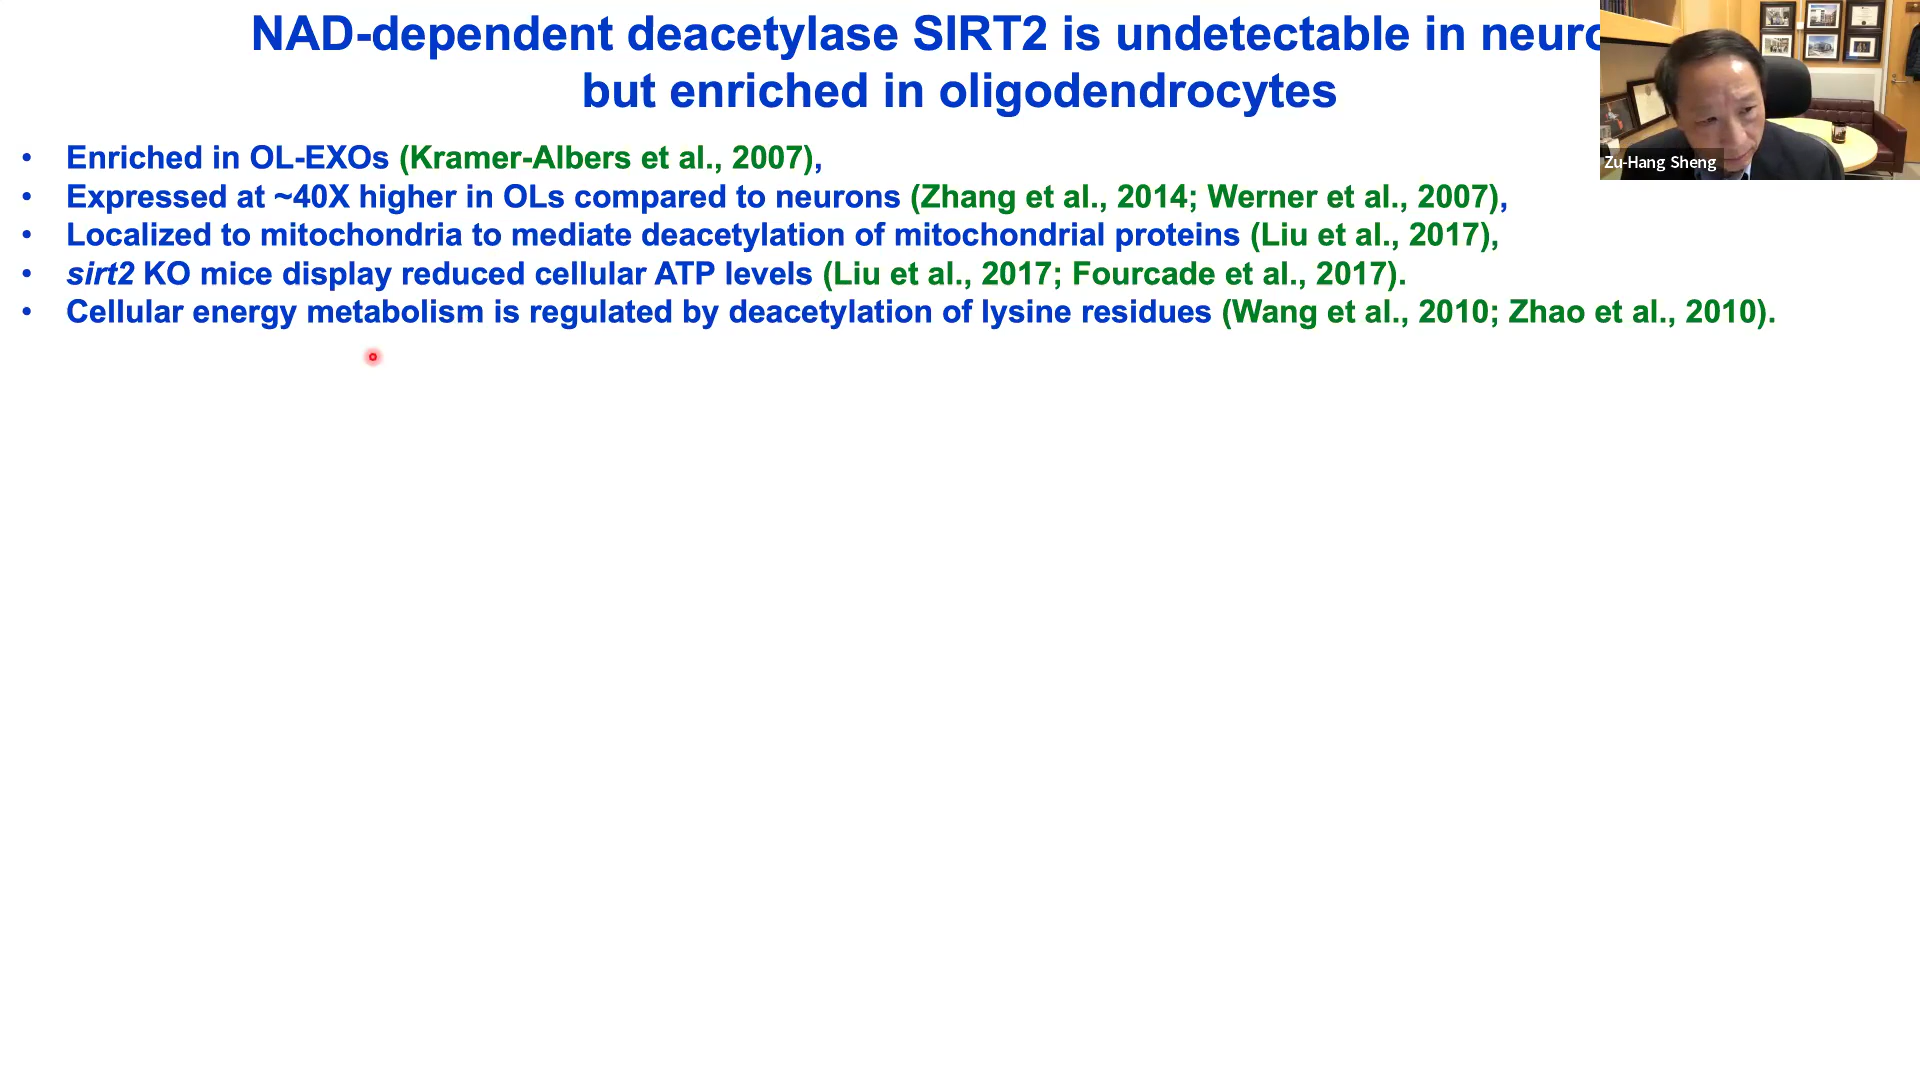 NAD-dependent deacetylase SIRT2 is undetectable in neuro
but enriched in oligodendrocytes
• Enriched in OL-EXOs (Kramer-Albers et al., 2007),
• Expressed at ~40X higher in OLs compared to neurons (Zhang et al., 2014; Werner et al., 2007),
• Localized to mitochondria to mediate deacetylation of mitochondrial proteins (Liu et al., 2017),
• sirt2 KO mice display reduced cellular ATP levels (Liu et al., 2017; Fourcade et al., 2017).
• Cellular energy metabolism is regulated by deacetylation of lysine residues (Wang et al., 2010; Zhao et al., 2010).
Zu-Hang Sheng